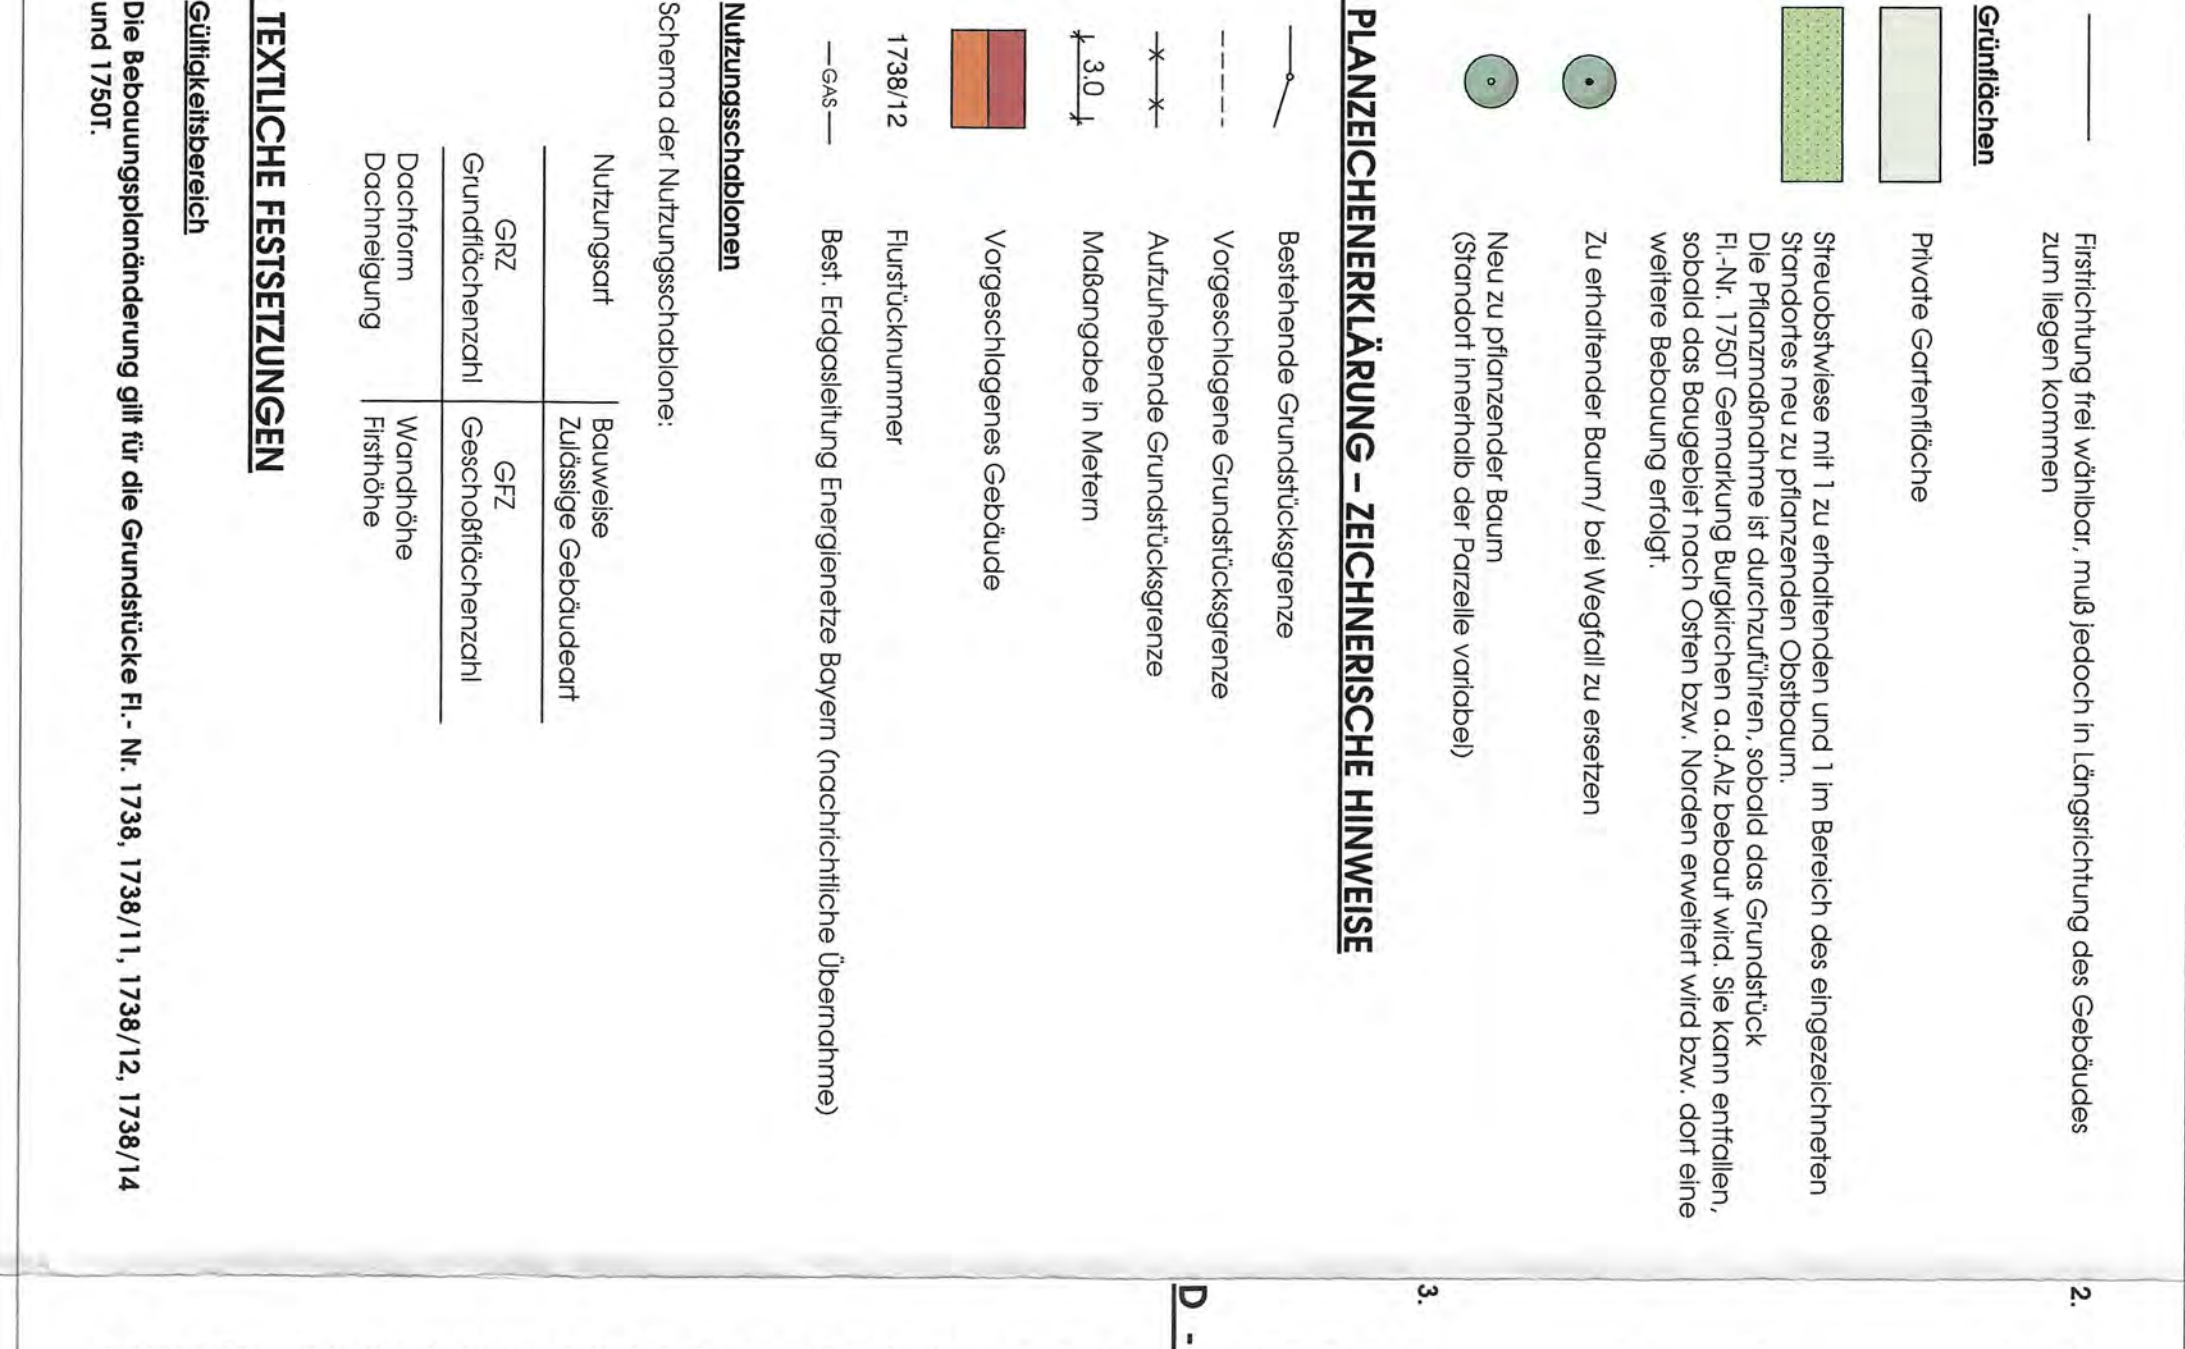 Firstrichtung frei wählbar, muß jedoch in Längsrichtung des Gebäudes
zum liegen kommen
Grünflächen
Private Gartenfläche
Streuobstwiese mit 1 zu erhaltenden und 1 im Bereich des eingezeichneten
Standortes neu zu pflanzenden Obstbaum.
Die Pflanzmaßnahme ist durchzuführen, sobald das Grundstück
Fl.-Nr. 1750T Gemarkung Burgkirchen a.d.Alz bebaut wird. Sie kann entfallen,
sobald das Baugebiet nach Osten bzw. Norden erweitert wird bzw. dort eine
weitere Bebauung erfolgt.
Zu erhaltender Baum/ bei Wegfall zu ersetzen
Neu zu pflanzender Baum
(Standort innerhalb der Parzelle variabel)
PLANZEICHENERKLÄRUNG – ZEICHNERISCHE HINWEISE
Bestehende Grundstücksgrenze
Vorgeschlagene Grundstücksgrenze
Aufzuhebende Grundstücksgrenze
3.0 Maßangabe in Metern
Vorgeschlagenes Gebäude
1738/12 Flurstücknummer
GAS Best. Erdgasleitung Energienetze Bayern (nachrichtliche Übernahme)
Nutzungsschablonen
Schema der Nutzungsschablone:
Nutzungsart Bauweise
Zulässige Gebäudeart
GRZ GFZ
Grundflächenzahl Geschoßflächenzahl
Dachform Wandhöhe
Dachneigung Firsthöhe
TEXTLICHE FESTSETZUNGEN
Gültigkeitsbereich
Die Bebauungsplanänderung gilt für die Grundstücke Fl.- Nr. 1738, 1738/11, 1738/12, 1738/14
und 1750T.
2.
3.
D -